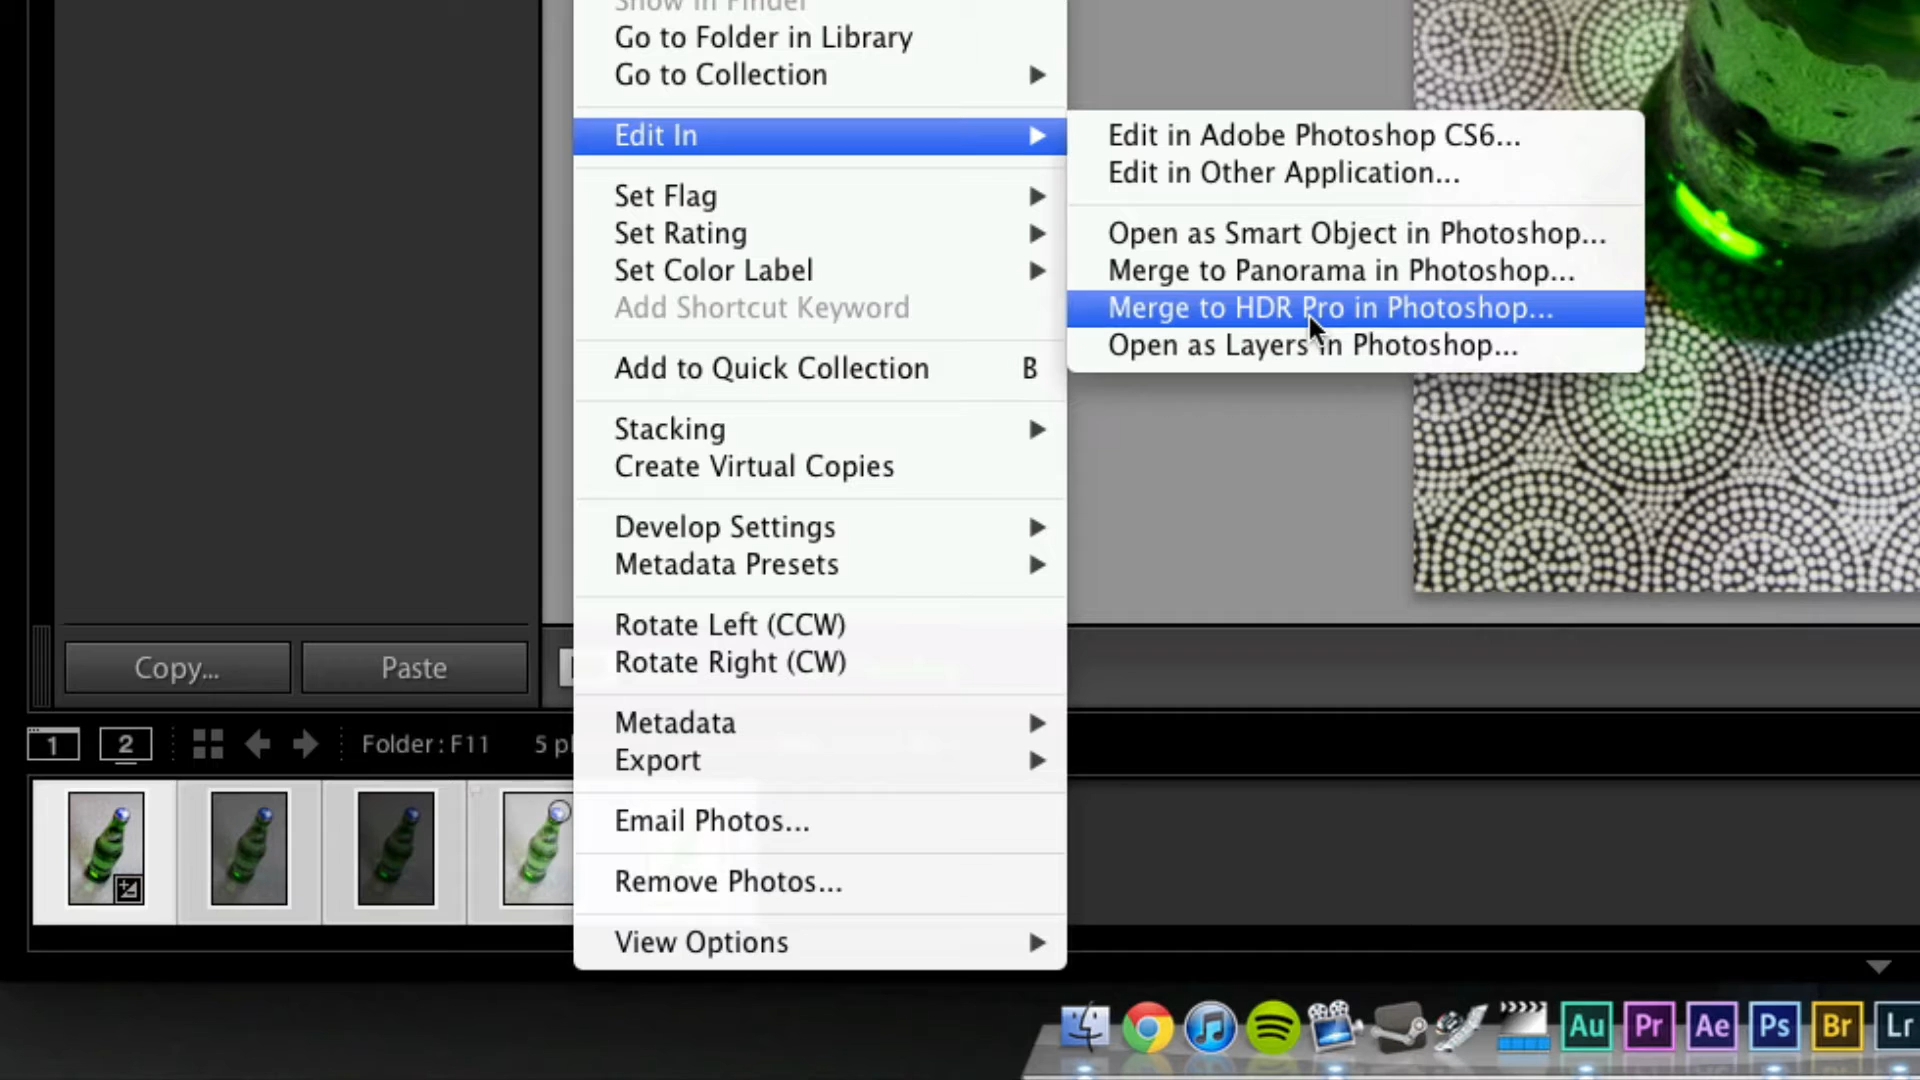 Show in Finder
Go to Folder in Library
Go to Collection
Edit In
Set Flag
Set Rating
Set Color Label
Add Shortcut Keyword
Add to Quick Collection B
Stacking
Create Virtual Copies
Develop Settings
Metadata Presets
Rotate Left (CCW)
Rotate Right (CW)
Metadata
Export
Email Photos...
Remove Photos...
View Options
Edit in Adobe Photoshop CS6...
Edit in Other Application...
Open as Smart Object in Photoshop...
Merge to Panorama in Photoshop...
Merge to HDR Pro in Photoshop...
Open as Layers in Photoshop...
Copy...
Paste
1
2
Folder : F11
5
Au
Pr
Ae
Ps
Br
Lr